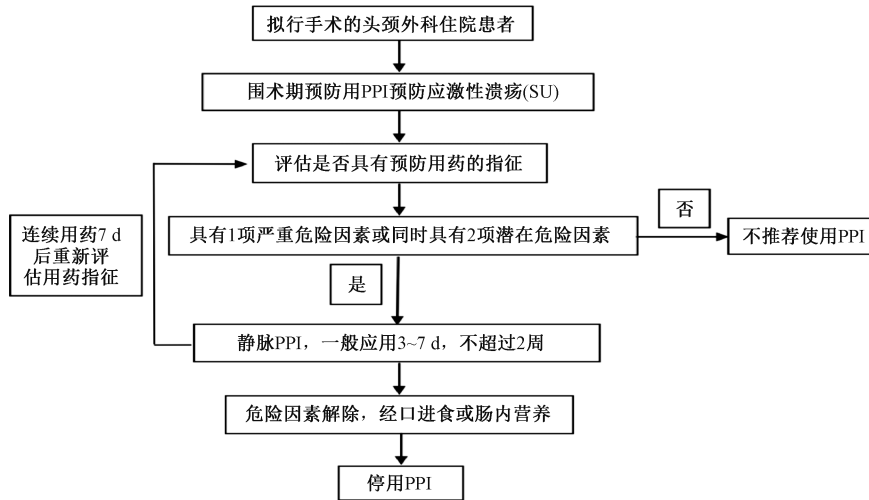 拟行手术的头颈外科住院患者
围术期预防用PPI预防应激性溃疡(SU)
评估是否具有预防用药的指征
具有1项严重危险因素或同时具有2项潜在危险因素
否
不推荐使用PPI
连续用药7 d
后重新评
估用药指征
是
静脉PPI，一般应用3~7 d，不超过2周
危险因素解除，经口进食或肠内营养
停用PPI